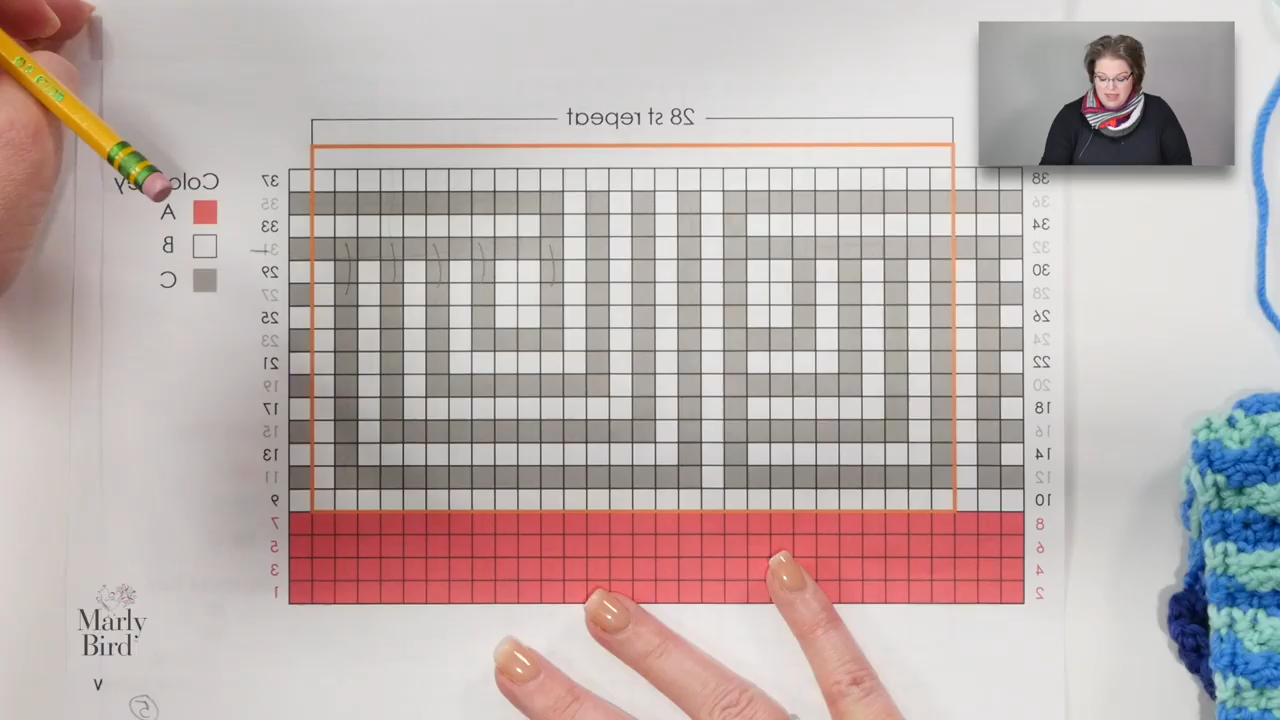 28 st repeat
Color Key
A
B
C
37 38
35 36
33 34
31 32
29 30
27 28
25 26
23 24
21 22
19 20
17 18
15 16
13 14
11 12
9 10
7 8
5 6
3 4
1 2
Marly
Bird
5